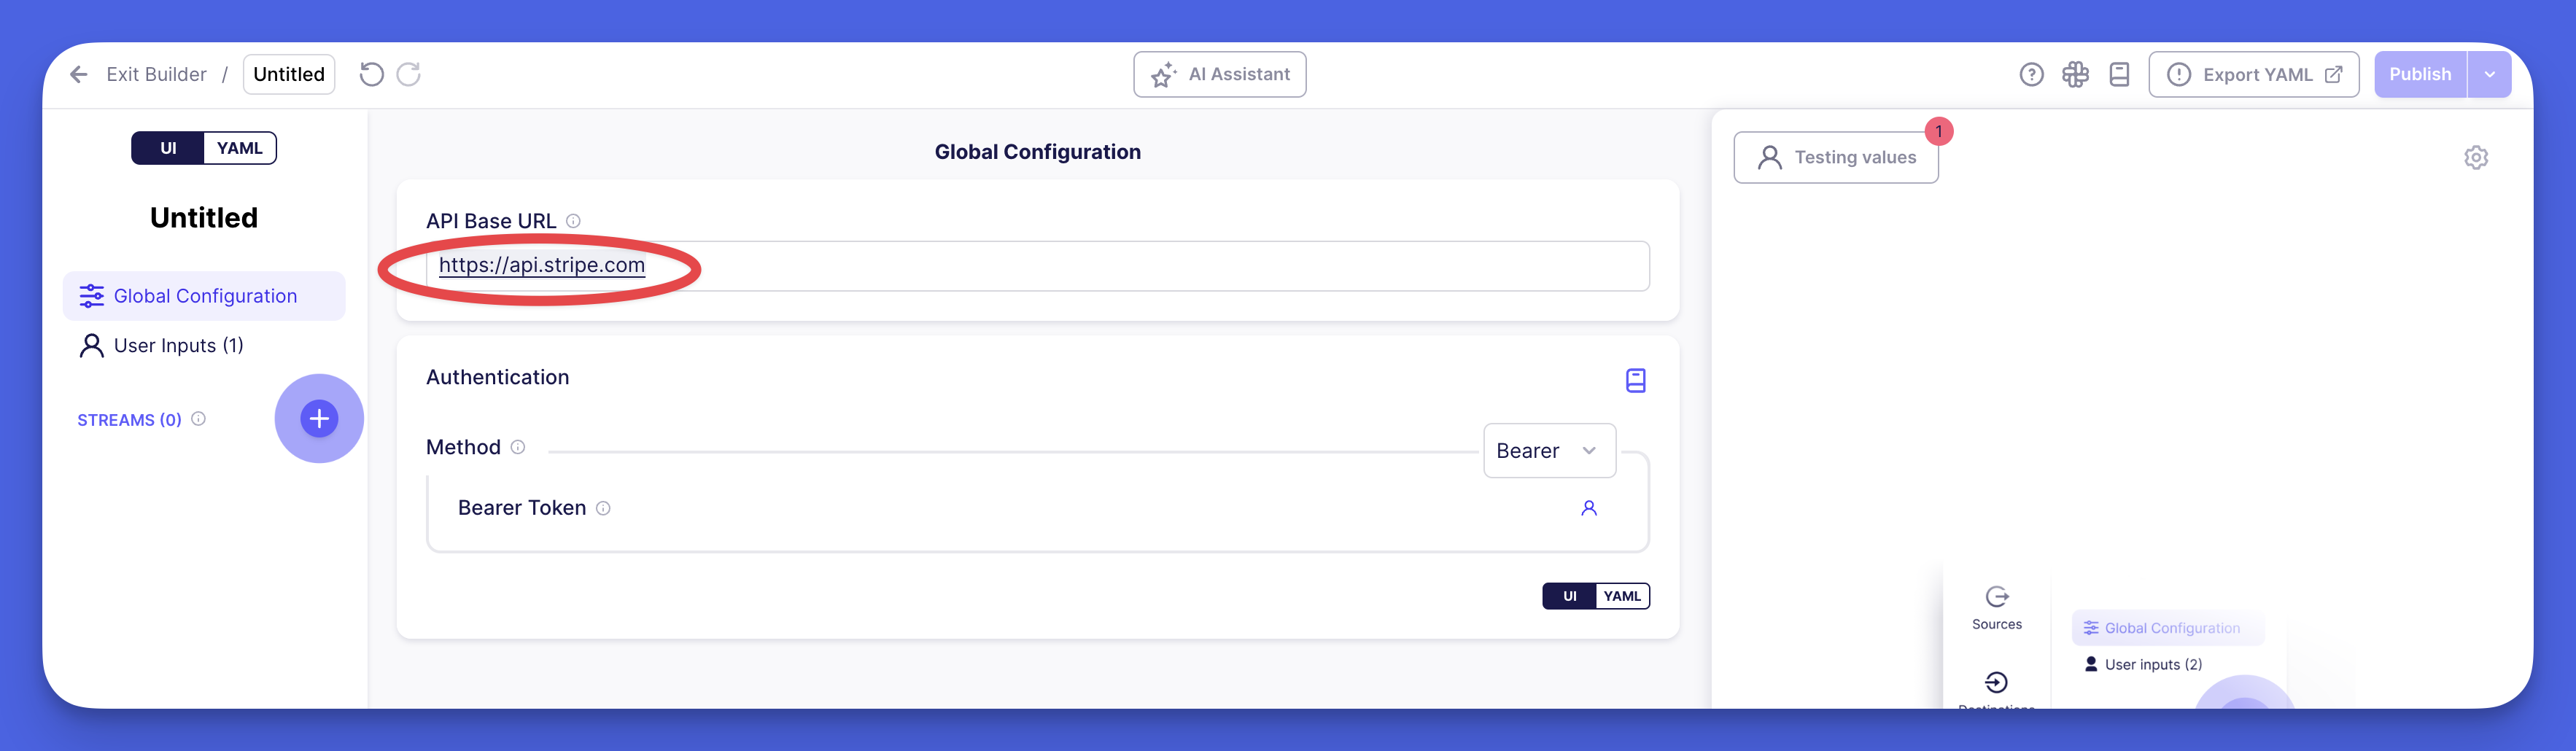 Exit Builder / Untitled
AI Assistant
Export YAML
Publish
UI YAML
Untitled
Global Configuration
User Inputs (1)
STREAMS (0)
Global Configuration
API Base URL
https://api.stripe.com
Authentication
Method
Bearer
Bearer Token
UI YAML
Testing values
1
Sources
Global Configuration
User inputs (2)